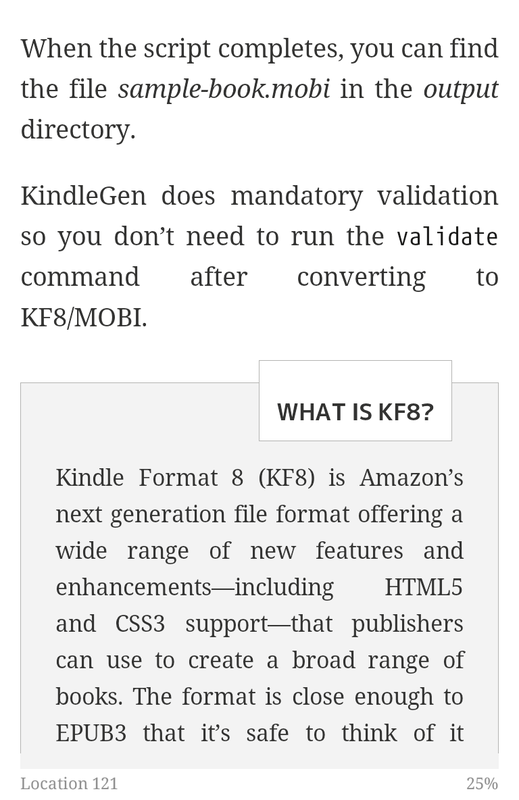 When the script completes, you can find
the file sample-book.mobi in the output
directory.
KindleGen does mandatory validation
so you don’t need to run the validate
command after converting to
KF8/MOBI.
WHAT IS KF8?
Kindle Format 8 (KF8) is Amazon’s
next generation file format offering a
wide range of new features and
enhancements—including HTML5
and CSS3 support—that publishers
can use to create a broad range of
books. The format is close enough to
EPUB3 that it’s safe to think of it
Location 121
25%